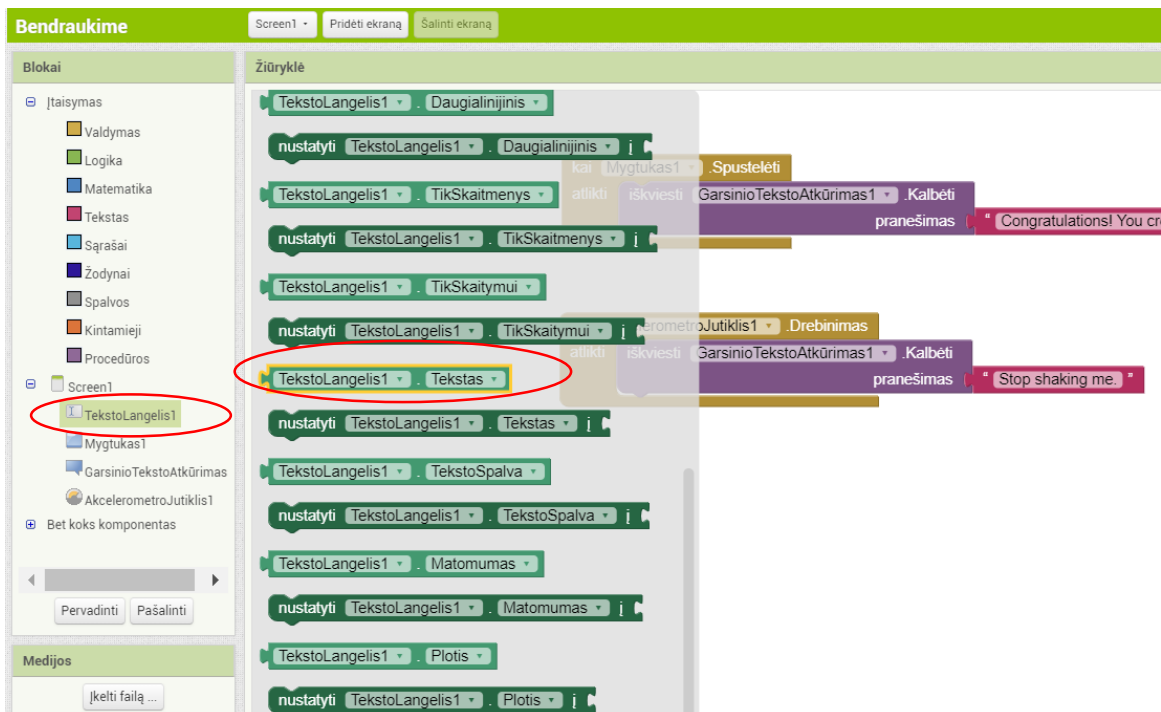 Bendraukime
Screen1
Pridėti ekraną
Šalinti ekraną
Blokai
Įtaisymas
Valdymas
Logika
Matematika
Tekstas
Sąrašai
Žodynai
Spalvos
Kintamieji
Procedūros
Screen1
TekstoLangelis1
Mygtukas1
GarsinioTekstoAtkūrimas
AkcelerometroJutiklis1
Bet koks komponentas
Pervadinti Pašalinti
Medijos
Įkelti failą ...
Žiūryklė
TekstoLangelis1 . Daugialinijinis
nustatyti TekstoLangelis1 . Daugialinijinis į
TekstoLangelis1 . TikSkaitmenys
nustatyti TekstoLangelis1 . TikSkaitmenys į
TekstoLangelis1 . TikSkaitymui
nustatyti TekstoLangelis1 . TikSkaitymui į
TekstoLangelis1 . Tekstas
nustatyti TekstoLangelis1 . Tekstas į
TekstoLangelis1 . TekstoSpalva
nustatyti TekstoLangelis1 . TekstoSpalva į
TekstoLangelis1 . Matomumas
nustatyti TekstoLangelis1 . Matomumas į
TekstoLangelis1 . Plotis
nustatyti TekstoLangelis1 . Plotis į
kai Mygtukas1 .Spustelėti
atlikti iškviesti GarsinioTekstoAtkūrimas1 .Kalbėti
pranešimas " Congratulations! You cr
erometroJutiklis1 .Drebinimas
atlikti iškviesti GarsinioTekstoAtkūrimas1 .Kalbėti
pranešimas " Stop shaking me. "